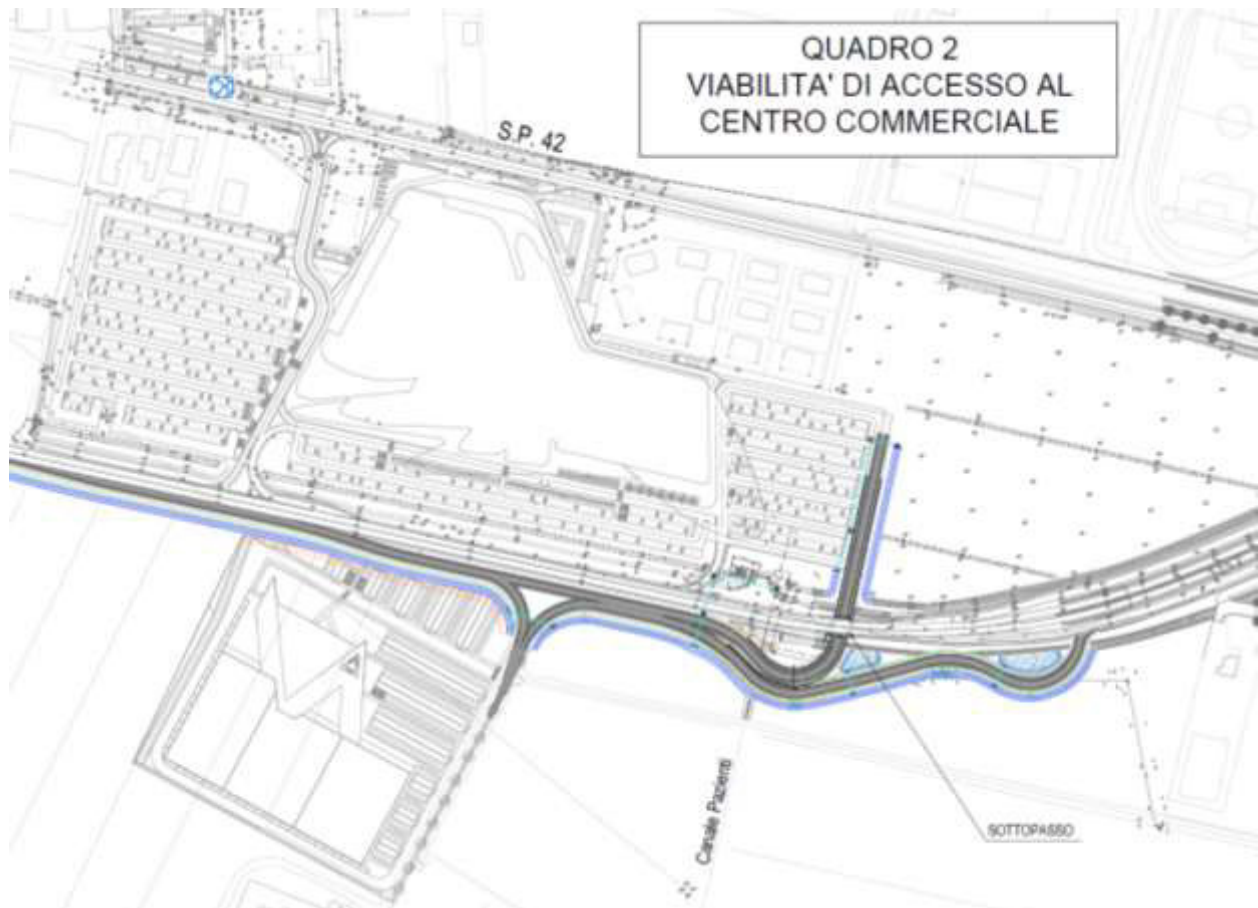 QUADRO 2
VIABILITA' DI ACCESSO AL
CENTRO COMMERCIALE
S.P. 42
Canale Pazienti
SOTTOPASSO